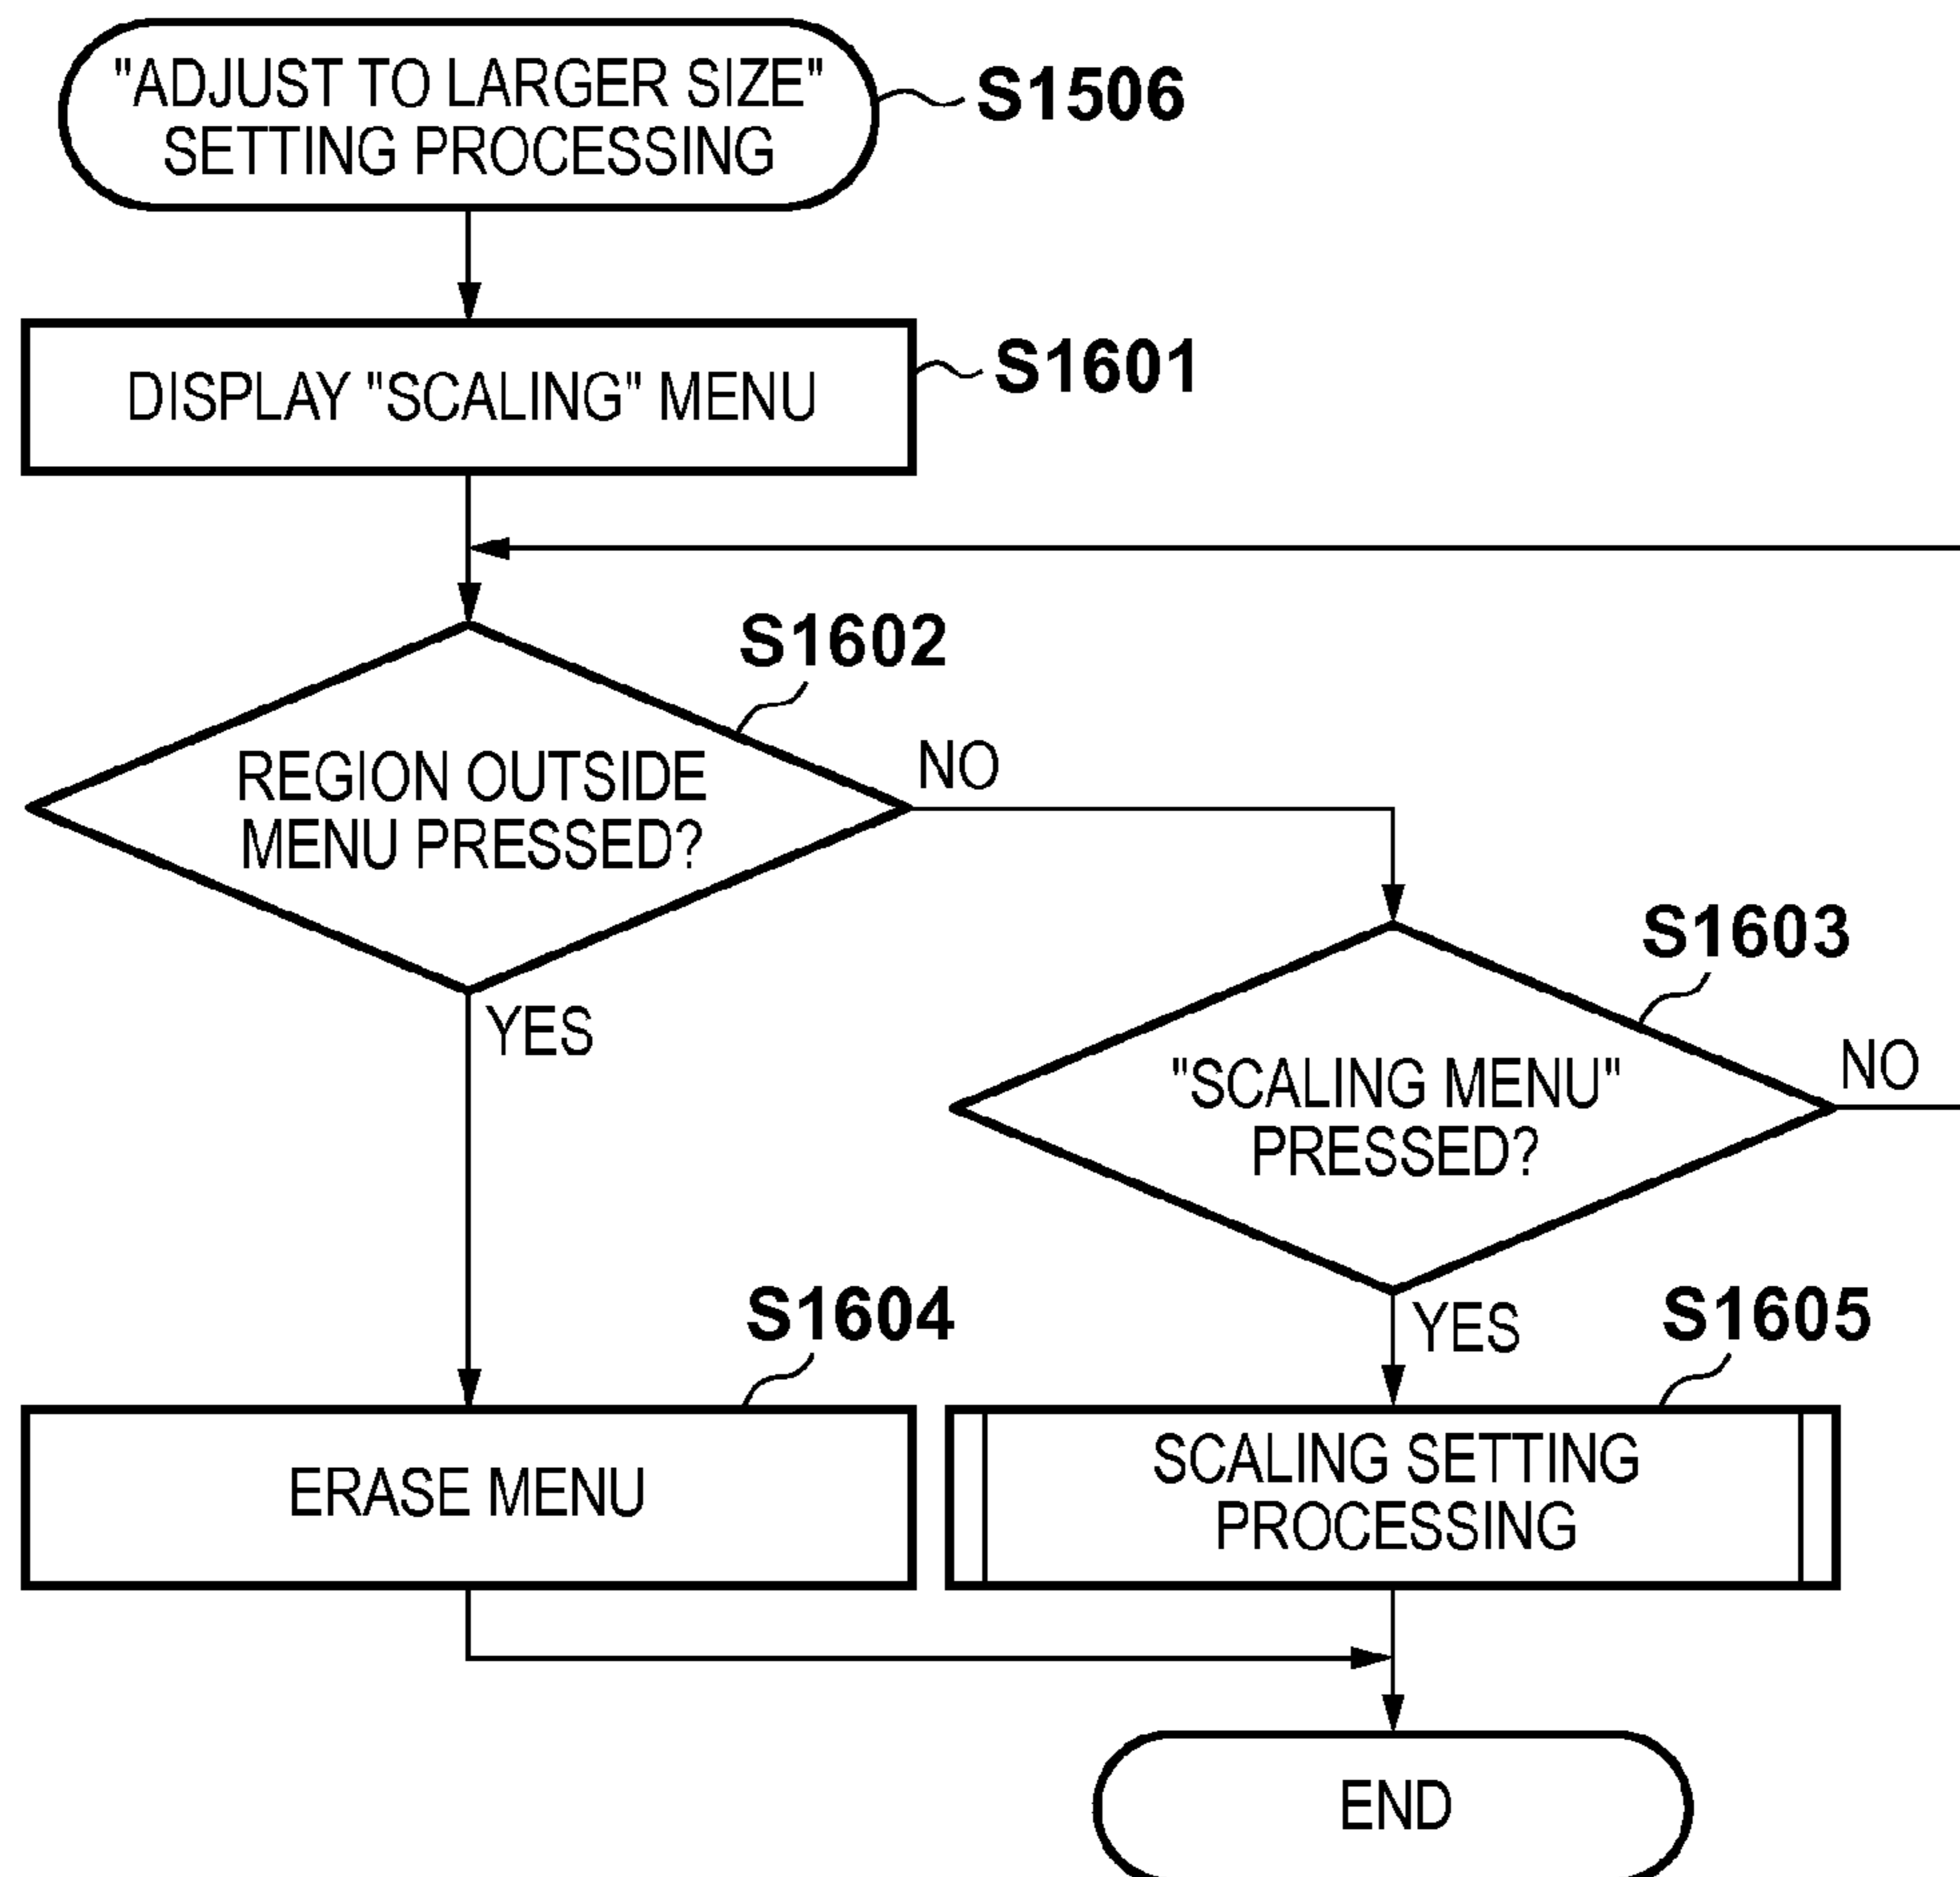 "ADJUST TO LARGER SIZE"
SETTING PROCESSING
S1506
DISPLAY "SCALING" MENU
S1601
S1602
REGION OUTSIDE
MENU PRESSED?
NO
YES
S1603
"SCALING MENU"
PRESSED?
NO
YES
S1604
ERASE MENU
S1605
SCALING SETTING
PROCESSING
END